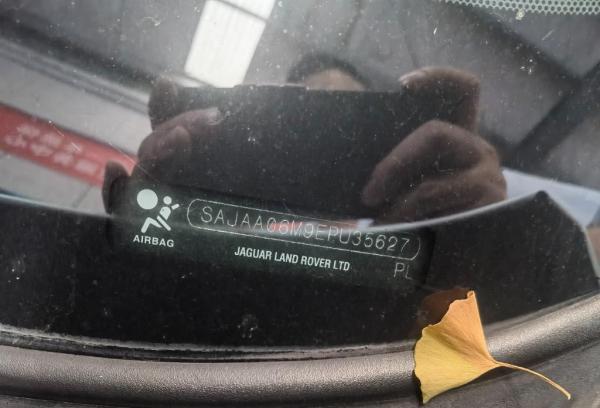 SAJAA06M9EPU35627
AIRBAG
JAGUAR LAND ROVER LTD
PL